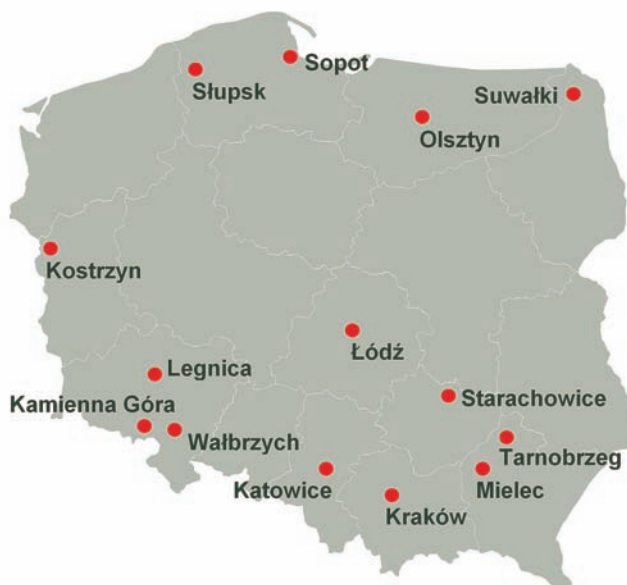 Sopot
Słupsk
Suwałki
Olsztyn
Kostrzyn
Łódź
Legnica
Kamienna Góra
Starachowice
Wałbrzych
Tarnobrzeg
Katowice
Mielec
Kraków